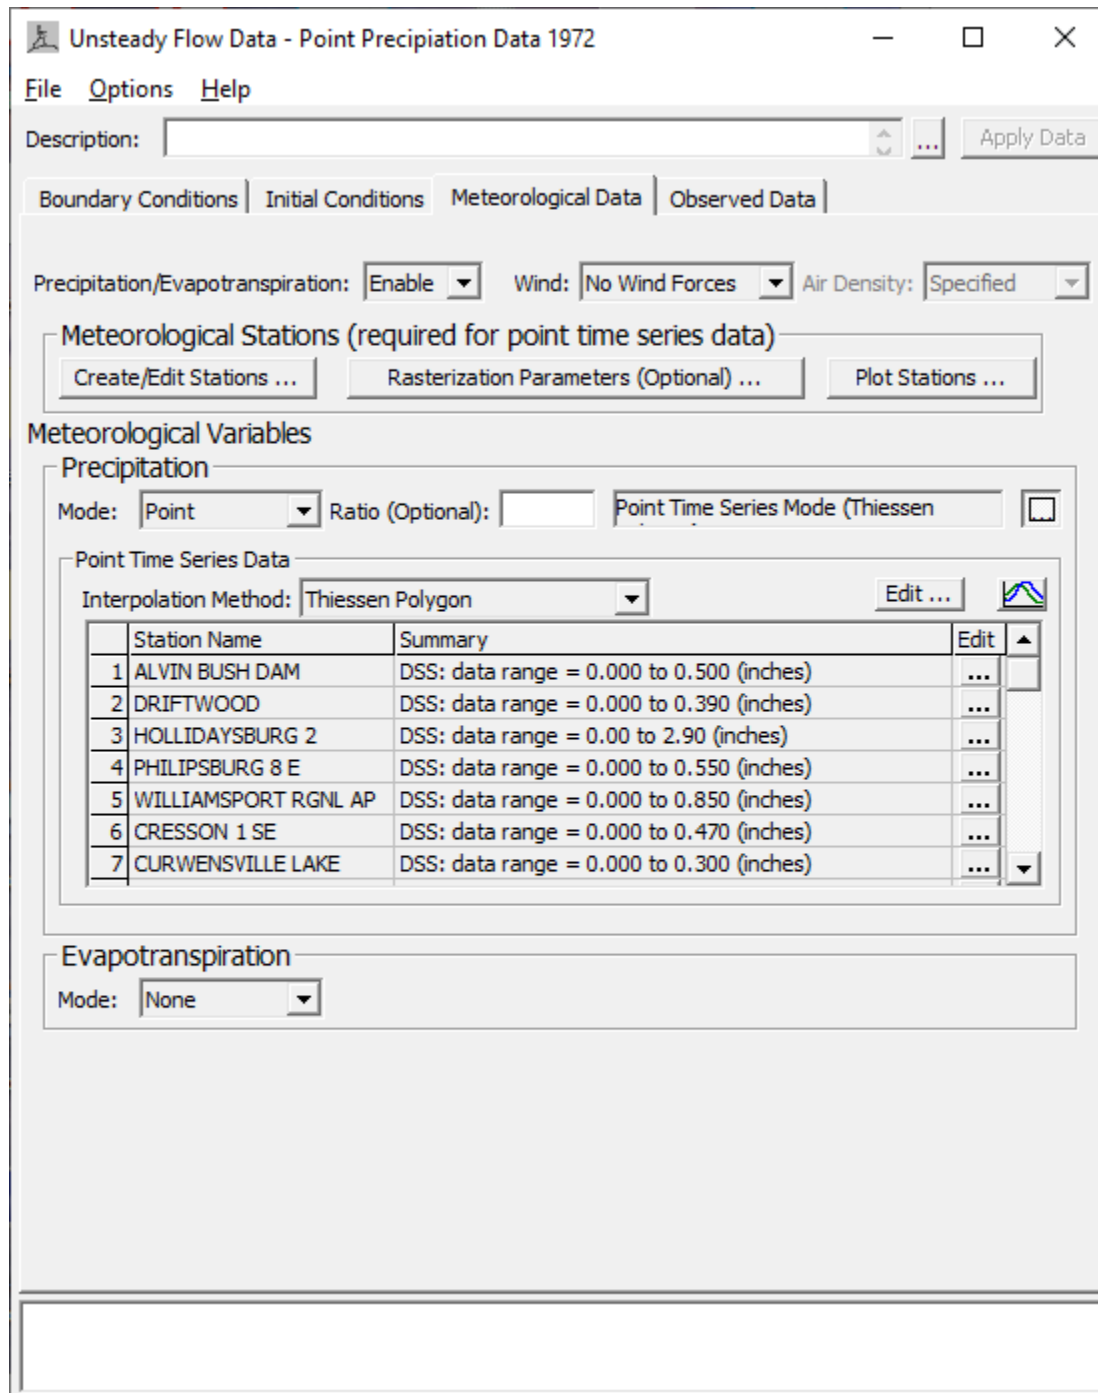 Unsteady Flow Data - Point Precipiation Data 1972
File Options Help
Description: ... Apply Data
Boundary Conditions Initial Conditions Meteorological Data Observed Data
Precipitation/Evapotranspiration: Enable Wind: No Wind Forces Air Density: Specified
Meteorological Stations (required for point time series data)
Create/Edit Stations ... Rasterization Parameters (Optional) ... Plot Stations ...
Meteorological Variables
Precipitation
Mode: Point Ratio (Optional): Point Time Series Mode (Thiessen ...
Point Time Series Data
Interpolation Method: Thiessen Polygon Edit ...
Station Name Summary Edit
1 ALVIN BUSH DAM DSS: data range = 0.000 to 0.500 (inches) ...
2 DRIFTWOOD DSS: data range = 0.000 to 0.390 (inches) ...
3 HOLLIDAYSBURG 2 DSS: data range = 0.00 to 2.90 (inches) ...
4 PHILIPSBURG 8 E DSS: data range = 0.000 to 0.550 (inches) ...
5 WILLIAMSPORT RGNL AP DSS: data range = 0.000 to 0.850 (inches) ...
6 CRESSON 1 SE DSS: data range = 0.000 to 0.470 (inches) ...
7 CURWENSVILLE LAKE DSS: data range = 0.000 to 0.300 (inches) ...
Evapotranspiration
Mode: None